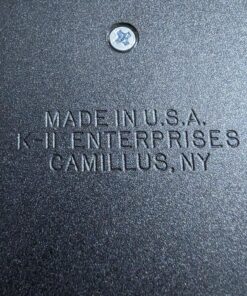 MADE IN U.S.A.
K-II ENTERPRISES
CAMILLUS, NY